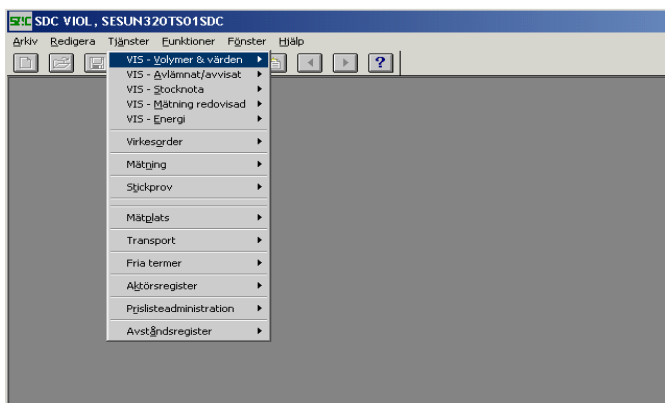 SDC VIOL, SESUN320TS01SDC
Arkiv Redigera Tjänster Funktioner Fönster Hjälp
VIS - Volymer & värden
VIS - Avlämnat/avvisat
VIS - Stocknota
VIS - Mätning redovisad
VIS - Energi
Virkesorder
Mätning
Stickprov
Mätplats
Transport
Fria termer
Aktörsregister
Prislisteadministration
Avståndsregister